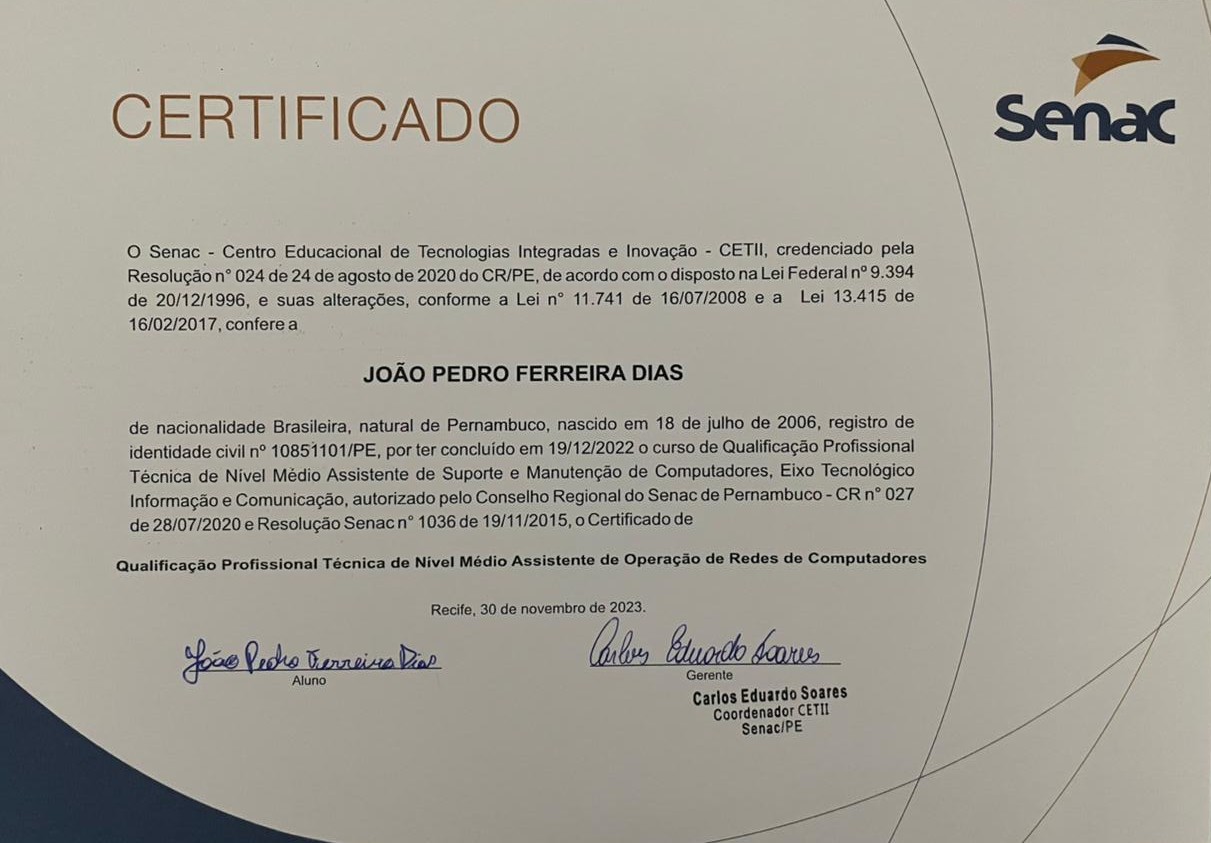 CERTIFICADO
Senac
O Senac - Centro Educacional de Tecnologias Integradas e Inovação - CETII, credenciado pela
Resolução n° 024 de 24 de agosto de 2020 do CR/PE, de acordo com o disposto na Lei Federal nº 9.394
de 20/12/1996, e suas alterações, conforme a Lei n° 11.741 de 16/07/2008 e a Lei 13.415 de
16/02/2017, confere a
JOÃO PEDRO FERREIRA DIAS
de nacionalidade Brasileira, natural de Pernambuco, nascido em 18 de julho de 2006, registro de
identidade civil nº 10851101/PE, por ter concluído em 19/12/2022 o curso de Qualificação Profissional
Técnica de Nível Médio Assistente de Suporte e Manutenção de Computadores, Eixo Tecnológico
Informação e Comunicação, autorizado pelo Conselho Regional do Senac de Pernambuco - CR n° 027
de 28/07/2020 e Resolução Senac n° 1036 de 19/11/2015, o Certificado de
Qualificação Profissional Técnica de Nível Médio Assistente de Operação de Redes de Computadores
Recife, 30 de novembro de 2023.
João Pedro Ferreira Dias
Aluno
Carlos Eduardo Soares
Gerente
Carlos Eduardo Soares
Coordenador CETII
Senac/PE